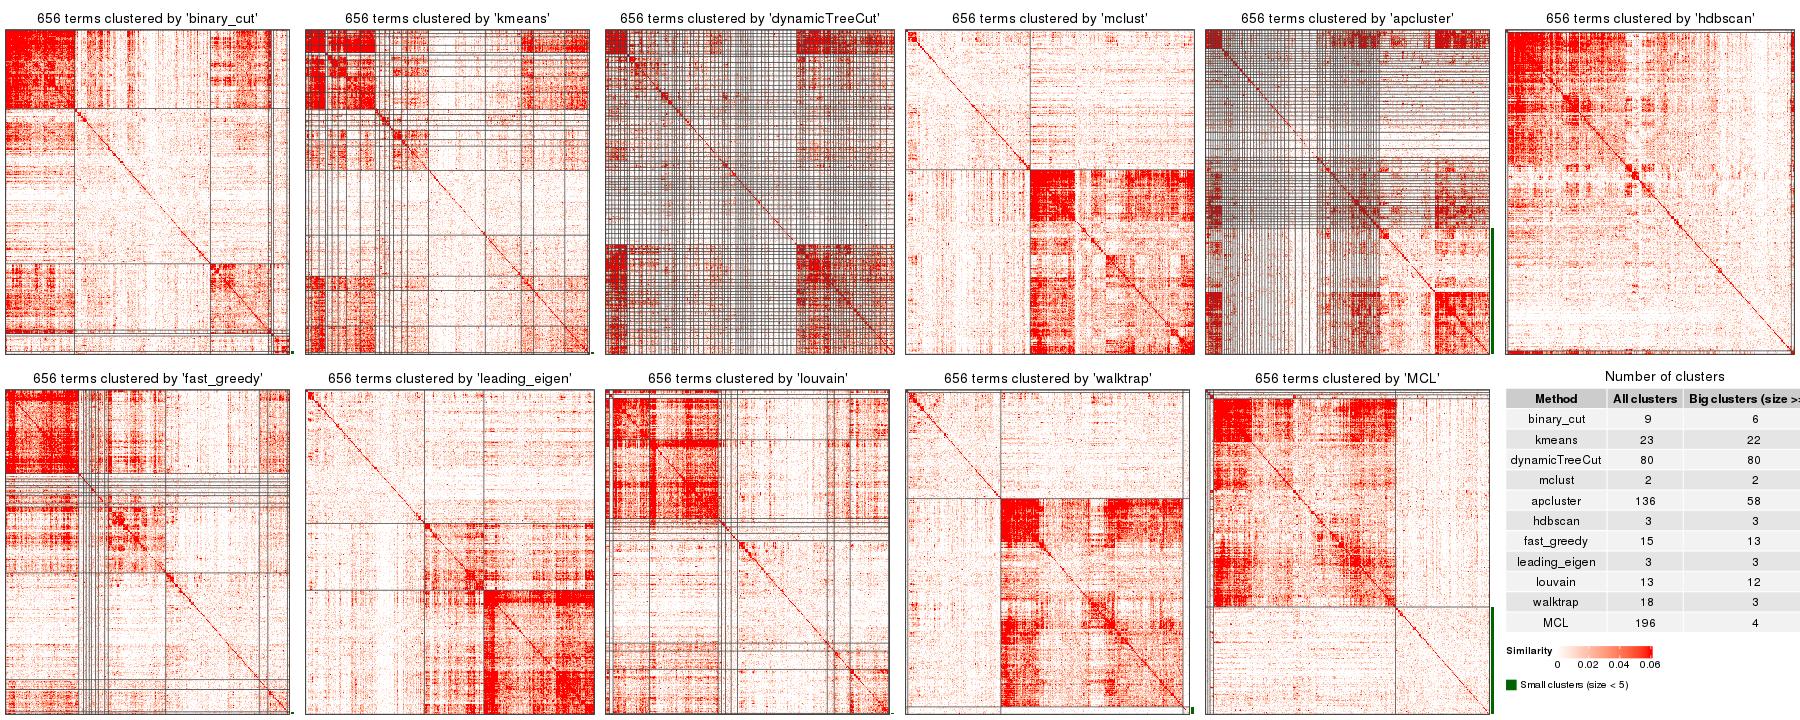 656 terms clustered by 'binary_cut'
656 terms clustered by 'kmeans'
656 terms clustered by 'dynamicTreeCut'
656 terms clustered by 'mclust'
656 terms clustered by 'apcluster'
656 terms clustered by 'hdbscan'
656 terms clustered by 'fast_greedy'
656 terms clustered by 'leading_eigen'
656 terms clustered by 'louvain'
656 terms clustered by 'walktrap'
656 terms clustered by 'MCL'
Number of clusters
Method All clusters Big clusters (size >=
binary_cut 9 6
kmeans 23 22
dynamicTreeCut 80 80
mclust 2 2
apcluster 136 58
hdbscan 3 3
fast_greedy 15 13
leading_eigen 3 3
louvain 13 12
walktrap 18 3
MCL 196 4
Similarity
0 0.02 0.04 0.06
Small clusters (size < 5)